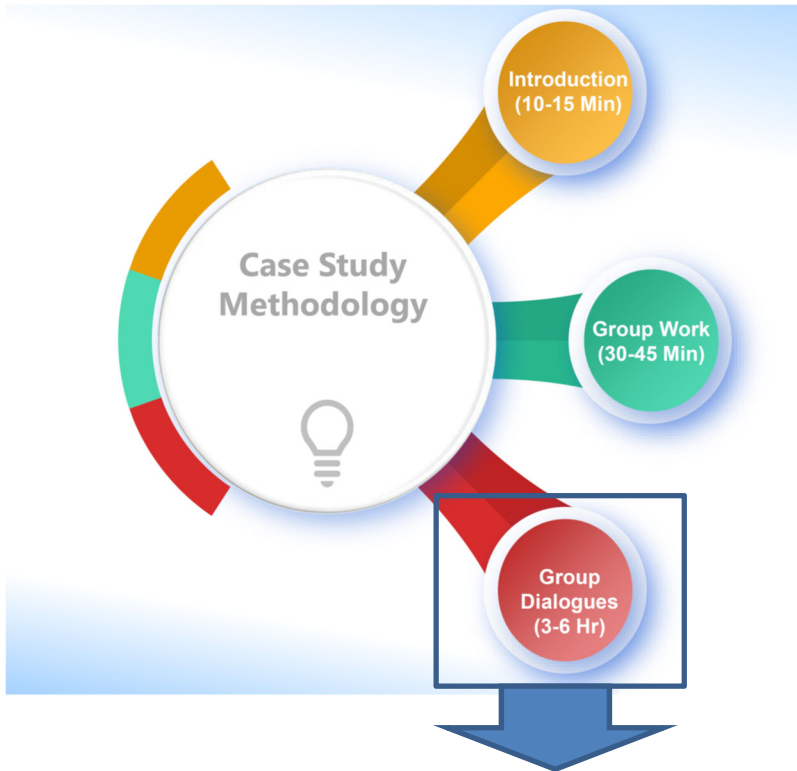 Introduction
(10-15 Min)
Case Study
Methodology
Group Work
(30-45 Min)
Group
Dialogues
(3-6 Hr)